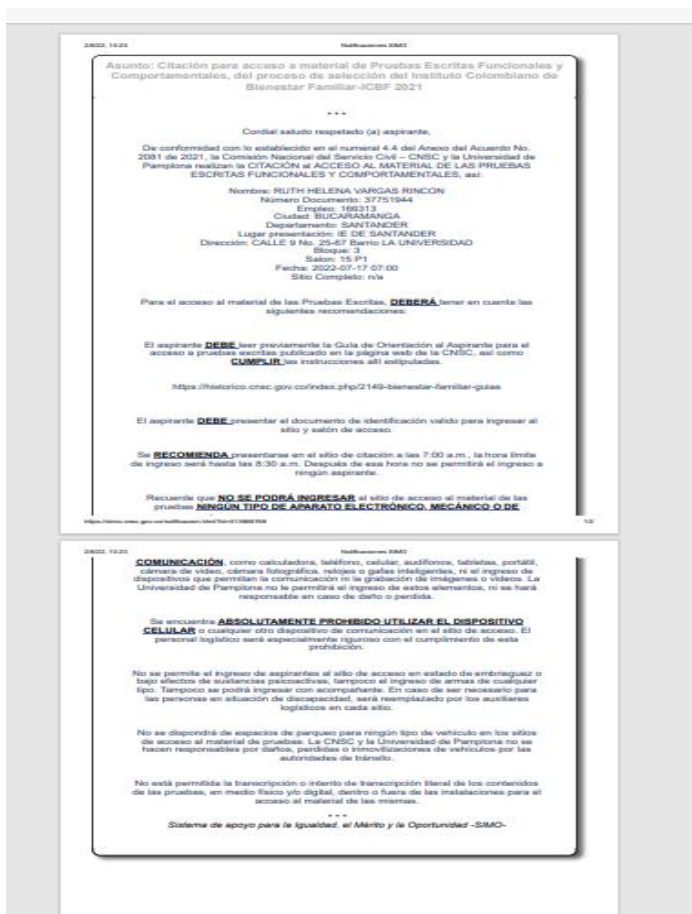 2/8/22, 10:23 Notificaciones SIMO
Asunto: Citación para acceso a material de Pruebas Escritas Funcionales y
Comportamentales, del proceso de selección del Instituto Colombiano de
Bienestar Familiar-ICBF 2021
* * *
Cordial saludo respetado (a) aspirante,
De conformidad con lo establecido en el numeral 4.4 del Anexo del Acuerdo No.
2081 de 2021, la Comisión Nacional del Servicio Civil – CNSC y la Universidad de
Pamplona realizan la CITACIÓN al ACCESO AL MATERIAL DE LAS PRUEBAS
ESCRITAS FUNCIONALES Y COMPORTAMENTALES, así:
Nombre: RUTH HELENA VARGAS RINCON
Número Documento: 37751944
Empleo: 166313
Ciudad: BUCARAMANGA
Departamento: SANTANDER
Lugar presentación: IE DE SANTANDER
Dirección: CALLE 9 No. 25-67 Barrio LA UNIVERSIDAD
Bloque: 3
Salon: 15 P1
Fecha: 2022-07-17 07:00
Sitio Completo: n/a
Para el acceso al material de las Pruebas Escritas, DEBERÁ tener en cuenta las
siguientes recomendaciones:
El aspirante DEBE leer previamente la Guía de Orientación al Aspirante para el
acceso a pruebas escritas publicado en la página web de la CNSC, así como
CUMPLIR las instrucciones allí estipuladas.
https://historico.cnsc.gov.co/index.php/2149-bienestar-familiar-guias
El aspirante DEBE presentar el documento de identificación valido para ingresar al
sitio y salón de acceso.
Se RECOMIENDA presentarse en el sitio de citación a las 7:00 a.m., la hora límite
de ingreso será hasta las 8:30 a.m. Después de esa hora no se permitirá el ingreso a
ningún aspirante.
Recuerde que NO SE PODRÁ INGRESAR al sitio de acceso al material de las
pruebas NINGÚN TIPO DE APARATO ELECTRÓNICO, MECÁNICO O DE
1/2
2/8/22, 10:23 Notificaciones SIMO
COMUNICACIÓN, como calculadora, teléfono, celular, audífonos, tabletas, portátil,
cámara de video, cámara fotográfica, relojes o gafas inteligentes, ni el ingreso de
dispositivos que permitan la comunicación ni la grabación de imágenes o videos. La
Universidad de Pamplona no le permitirá el ingreso de estos elementos, ni se hará
responsable en caso de daño o perdida.
Se encuentra ABSOLUTAMENTE PROHIBIDO UTILIZAR EL DISPOSITIVO
CELULAR o cualquier otro dispositivo de comunicación en el sitio de acceso. El
personal logístico será especialmente riguroso con el cumplimiento de esta
prohibición.
No se permite el ingreso de aspirantes al sitio de acceso en estado de embriaguez o
bajo efectos de sustancias psicoactivas, tampoco el ingreso de armas de cualquier
tipo. Tampoco se podrá ingresar con acompañante. En caso de ser necesario para
las personas en situación de discapacidad, será reemplazado por los auxiliares
logísticos en cada sitio.
No se dispondrá de espacios de parqueo para ningún tipo de vehículo en los sitios
de acceso al material de pruebas. La CNSC y la Universidad de Pamplona no se
hacen responsables por daños, perdidas o inmovilizaciones de vehículos por las
autoridades de tránsito.
No está permitida la transcripción o intento de transcripción literal de los contenidos
de las pruebas, en medio físico y/o digital, dentro o fuera de las instalaciones para el
acceso al material de las mismas.
* * *
Sistema de apoyo para la Igualdad, el Mérito y la Oportunidad -SIMO-